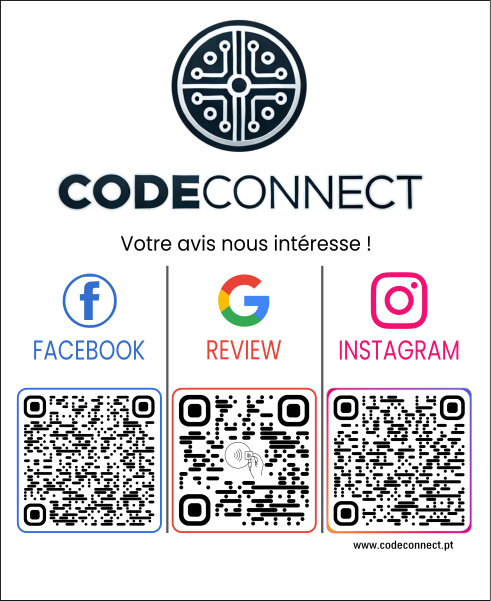 CODECONNECT
Votre avis nous intéresse !
FACEBOOK
REVIEW
INSTAGRAM
www.codeconnect.pt